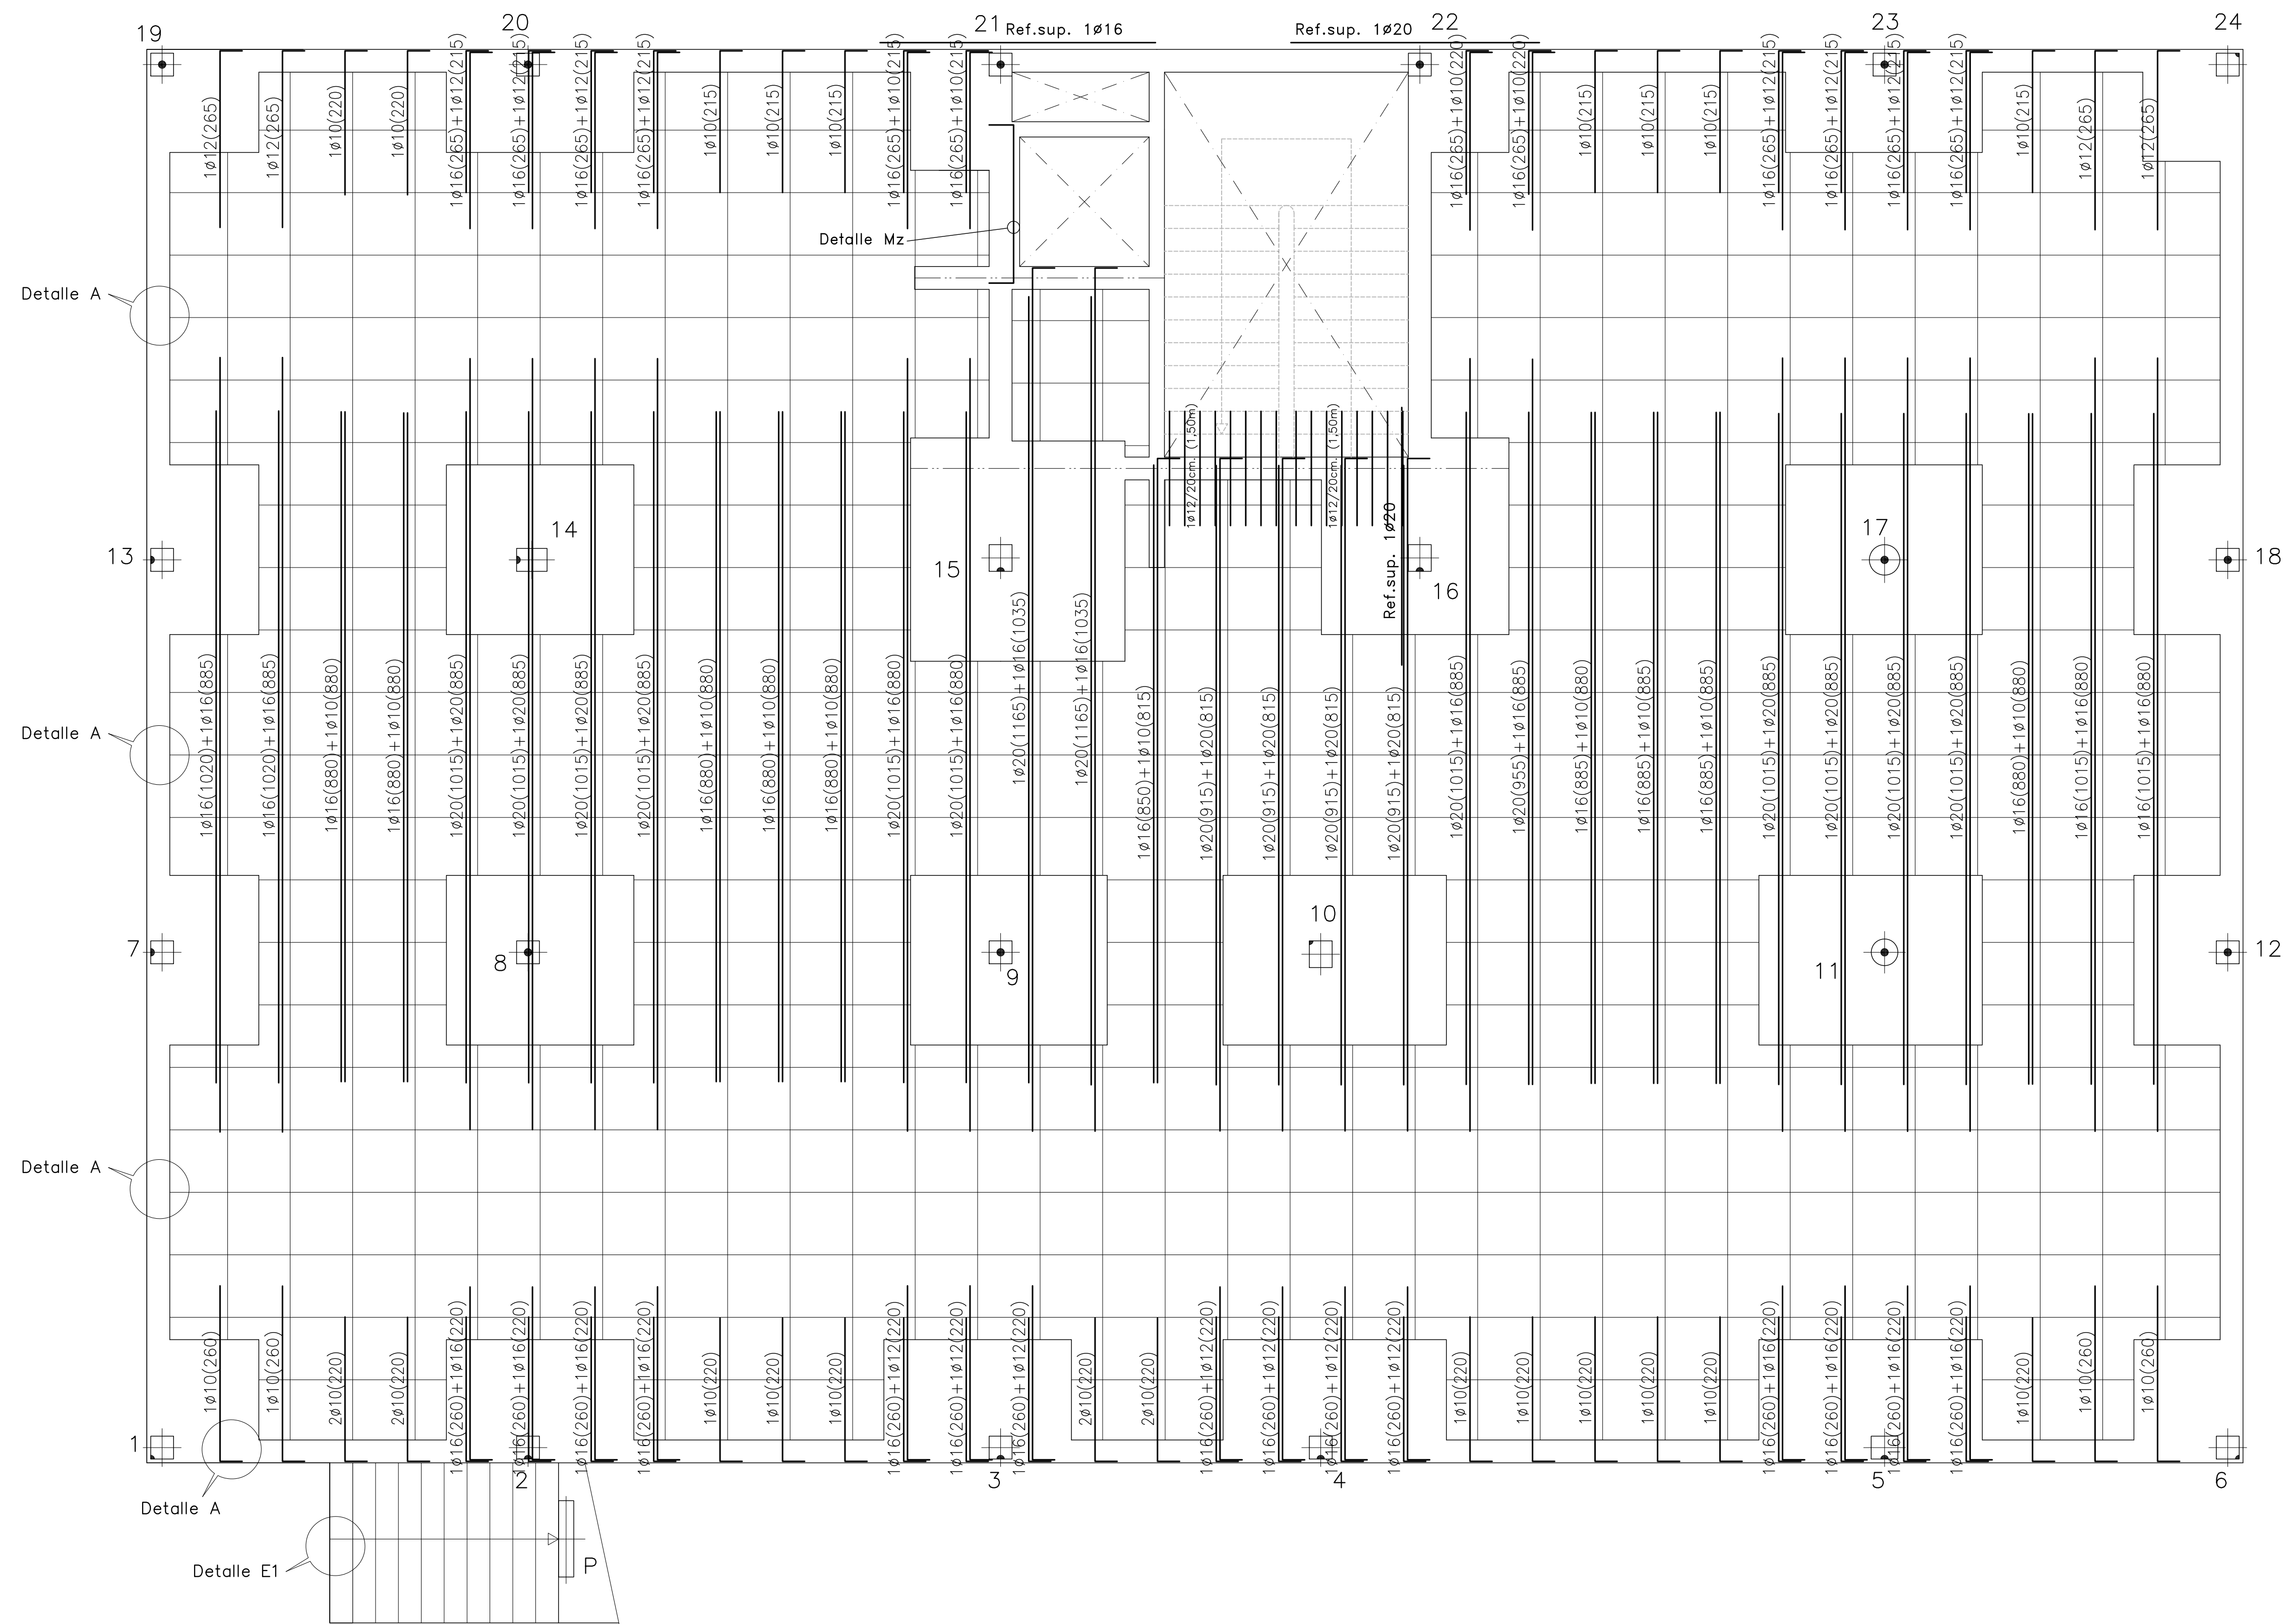 19
20
21
Ref.sup. 1ø16
Ref.sup. 1ø20
22
23
24
1ø12(265)
1ø12(265)
1ø10(220)
1ø10(220)
1ø16(265)+1ø12(215)
1ø16(265)+1ø12(215)
1ø16(265)+1ø12(215)
1ø16(265)+1ø12(215)
1ø10(215)
1ø10(215)
1ø10(215)
1ø16(265)+1ø10(215)
1ø16(265)+1ø10(215)
1ø16(265)+1ø10(220)
1ø16(265)+1ø10(220)
1ø10(215)
1ø10(215)
1ø10(215)
1ø16(265)+1ø12(215)
1ø16(265)+1ø12(215)
1ø16(265)+1ø12(215)
1ø16(265)+1ø12(215)
1ø10(215)
1ø12(265)
1ø12(265)
Detalle Mz
Detalle A
1ø12/20cm. (1,50m)
1ø12/20cm. (1,50m)
Ref.sup. 1ø20
13
14
15
16
17
18
Detalle A
1ø16(1020)+1ø16(885)
1ø16(1020)+1ø16(885)
1ø16(880)+1ø10(880)
1ø16(880)+1ø10(880)
1ø20(1015)+1ø20(885)
1ø20(1015)+1ø20(885)
1ø20(1015)+1ø20(885)
1ø20(1015)+1ø20(885)
1ø16(880)+1ø10(880)
1ø16(880)+1ø10(880)
1ø16(880)+1ø10(880)
1ø20(1015)+1ø16(880)
1ø20(1015)+1ø16(880)
1ø20(1165)+1ø16(1035)
1ø20(1165)+1ø16(1035)
1ø16(850)+1ø10(815)
1ø20(915)+1ø20(815)
1ø20(915)+1ø20(815)
1ø20(915)+1ø20(815)
1ø20(915)+1ø20(815)
1ø20(1015)+1ø16(885)
1ø20(955)+1ø16(885)
1ø16(885)+1ø10(880)
1ø16(885)+1ø10(885)
1ø16(885)+1ø10(885)
1ø20(1015)+1ø20(885)
1ø20(1015)+1ø20(885)
1ø20(1015)+1ø20(885)
1ø20(1015)+1ø20(885)
1ø16(880)+1ø10(880)
1ø16(1015)+1ø16(880)
1ø16(1015)+1ø16(880)
7
8
9
10
11
12
Detalle A
1ø10(260)
1ø10(260)
2ø10(220)
2ø10(220)
1ø16(260)+1ø16(220)
1ø16(260)+1ø16(220)
1ø16(260)+1ø16(220)
1ø16(260)+1ø16(220)
1ø10(220)
1ø10(220)
1ø10(220)
1ø16(260)+1ø12(220)
1ø16(260)+1ø12(220)
1ø16(260)+1ø12(220)
2ø10(220)
2ø10(220)
1ø16(260)+1ø12(220)
1ø16(260)+1ø12(220)
1ø16(260)+1ø12(220)
1ø16(260)+1ø12(220)
1ø10(220)
1ø10(220)
1ø10(220)
1ø10(220)
1ø10(220)
1ø16(260)+1ø16(220)
1ø16(260)+1ø16(220)
1ø16(260)+1ø16(220)
1ø16(260)+1ø16(220)
1ø10(220)
1ø10(260)
1ø10(260)
1
2
3
4
5
6
Detalle A
Detalle E1
P